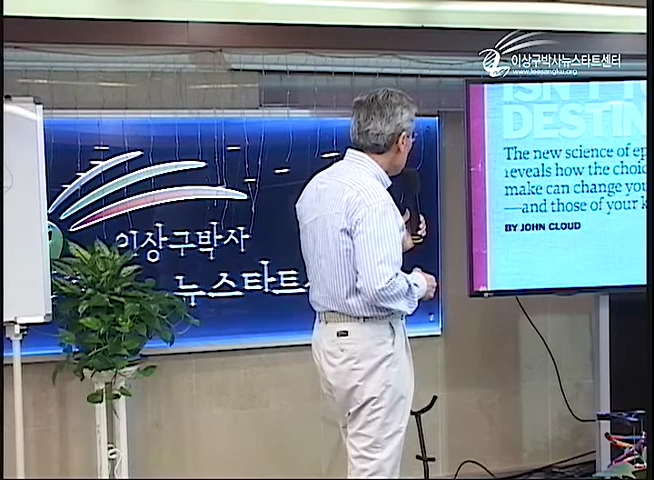 이상구박사뉴스타트센터
www.leesangku.org
이상구박사
뉴스타트
ISN'T
DESTIN
The new science of ep
reveals how the choic
make can change you
—and those of your k
BY JOHN CLOUD